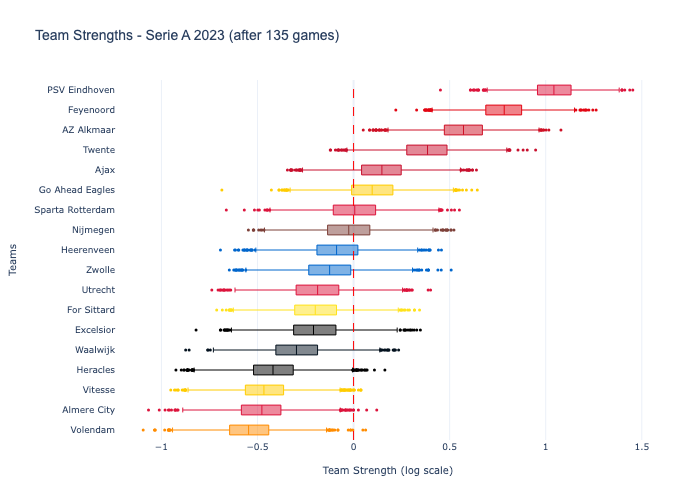 Team Strengths - Serie A 2023 (after 135 games)
PSV Eindhoven
Feyenoord
AZ Alkmaar
Twente
Ajax
Go Ahead Eagles
Sparta Rotterdam
Nijmegen
Heerenveen
Zwolle
Utrecht
For Sittard
Excelsior
Waalwijk
Heracles
Vitesse
Almere City
Volendam
Teams
−1 −0.5 0 0.5 1 1.5
Team Strength (log scale)